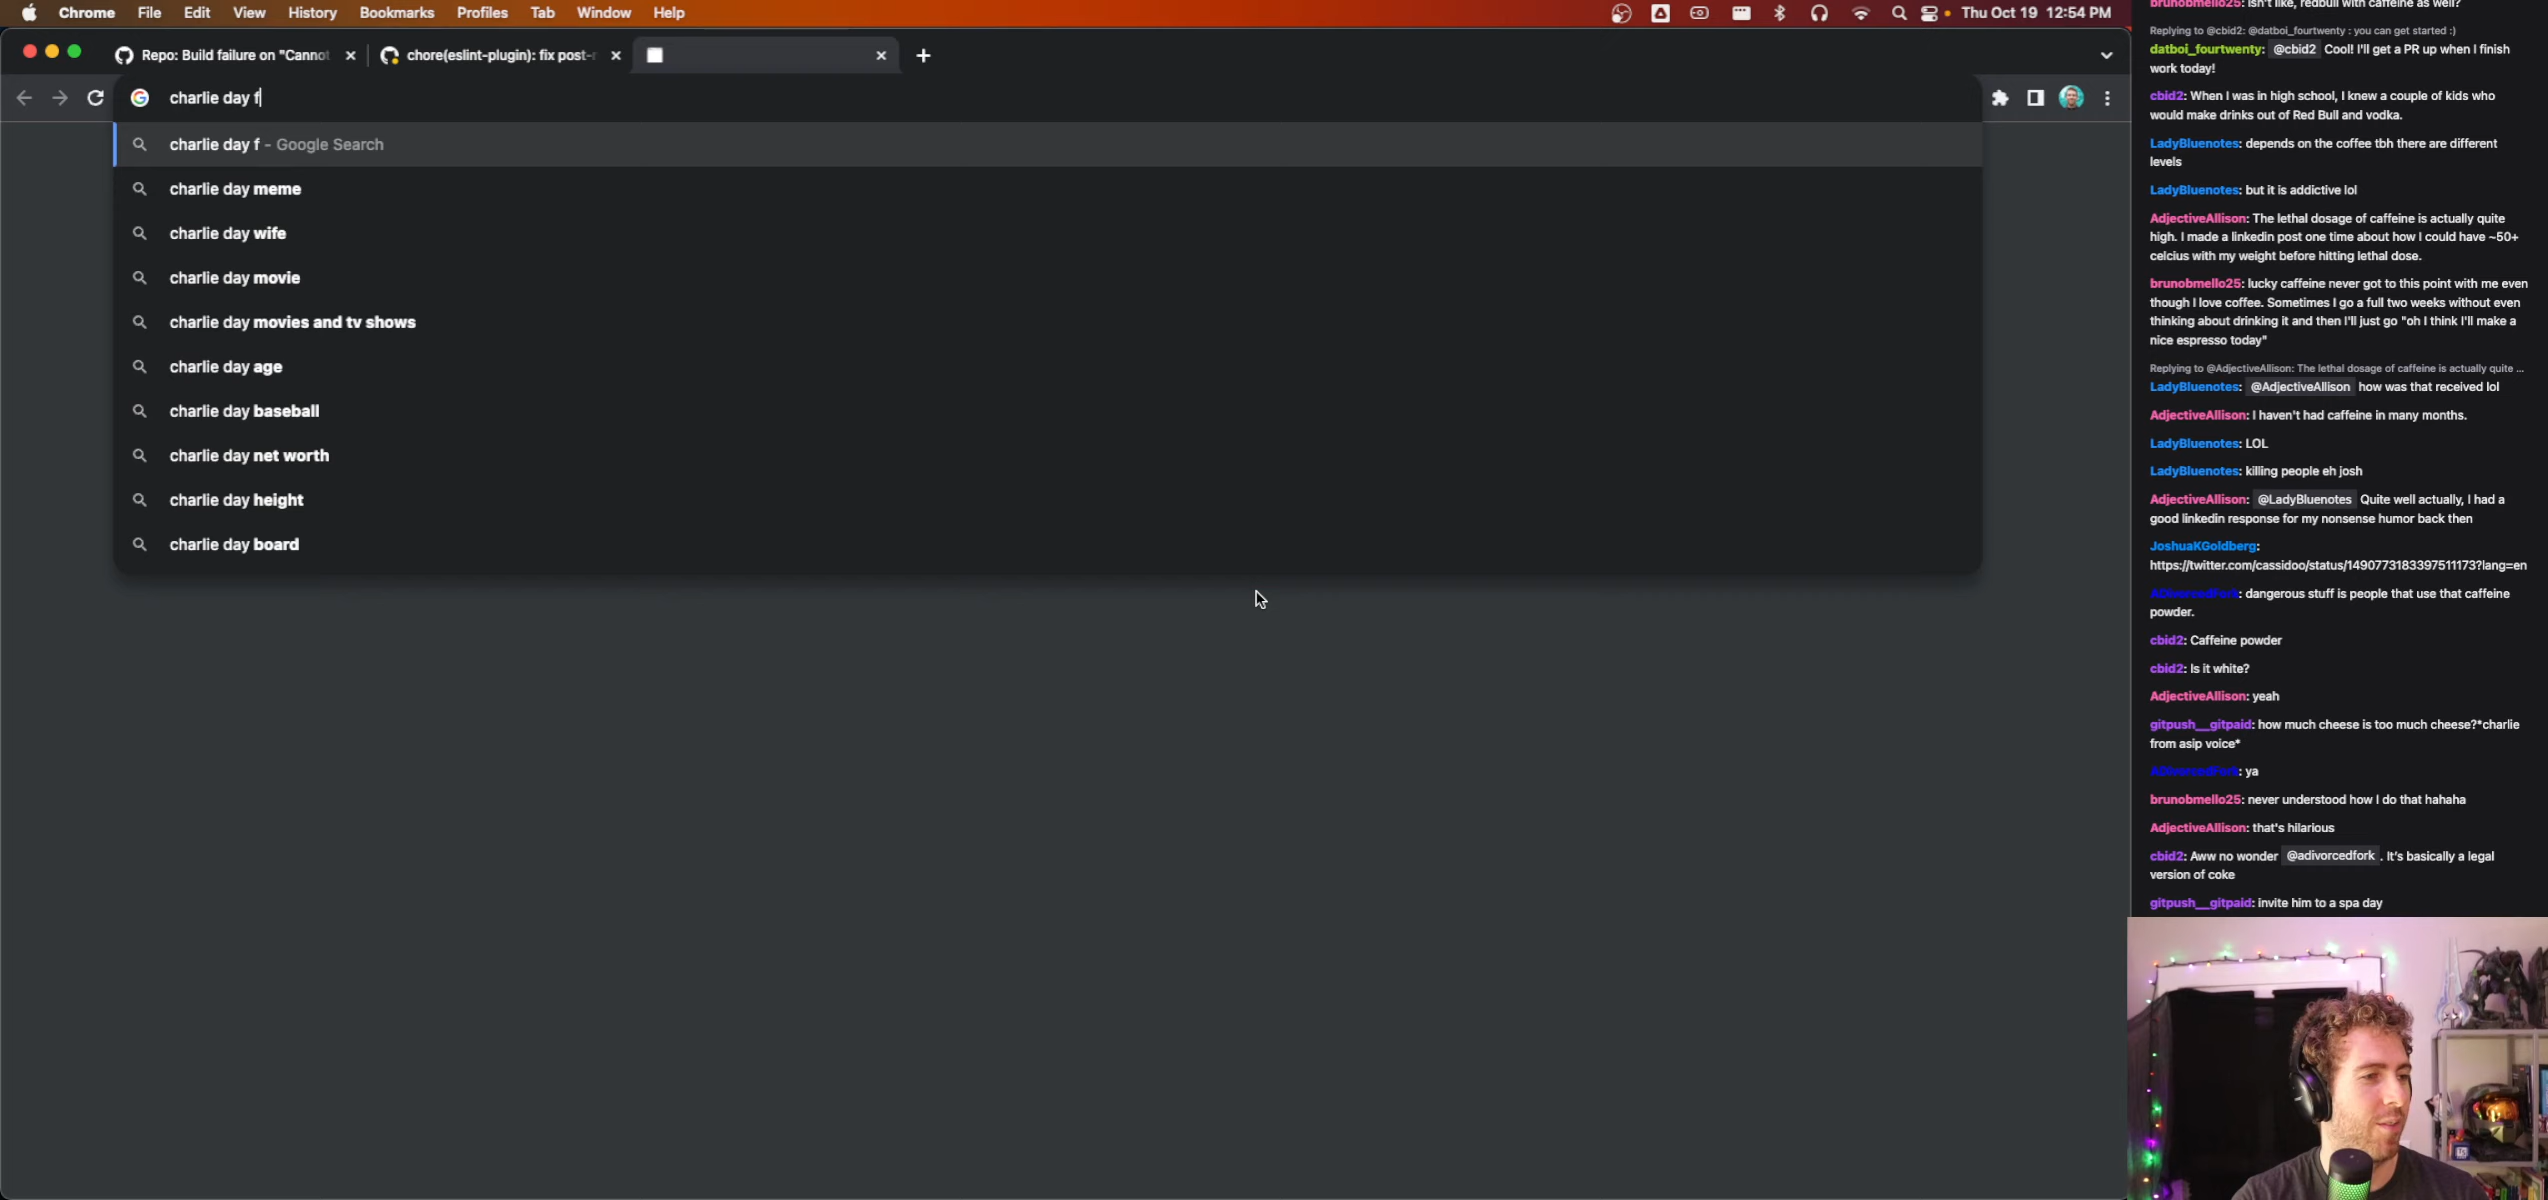 Chrome File Edit View History Bookmarks Profiles Tab Window Help
Thu Oct 19 12:54 PM
Repo: Build failure on "Cannot
chore(eslint-plugin): fix post-r
charlie day f
charlie day f - Google Search
charlie day meme
charlie day wife
charlie day movie
charlie day movies and tv shows
charlie day age
charlie day baseball
charlie day net worth
charlie day height
charlie day board
brunobmello25: isn't like, redbull with caffeine as well?
Replying to @cbid2: @datboi_fourtwenty : you can get started :)
datboi_fourtwenty: @cbid2 Cool! I'll get a PR up when I finish
work today!
cbid2: When I was in high school, I knew a couple of kids who
would make drinks out of Red Bull and vodka.
LadyBluenotes: depends on the coffee tbh there are different
levels
LadyBluenotes: but it is addictive lol
AdjectiveAllison: The lethal dosage of caffeine is actually quite
high. I made a linkedin post one time about how I could have ~50+
celcius with my weight before hitting lethal dose.
brunobmello25: lucky caffeine never got to this point with me even
though I love coffee. Sometimes I go a full two weeks without even
thinking about drinking it and then I'll just go "oh I think I'll make a
nice espresso today"
Replying to @AdjectiveAllison: The lethal dosage of caffeine is actually quite ...
LadyBluenotes: @AdjectiveAllison how was that received lol
AdjectiveAllison: I haven't had caffeine in many months.
LadyBluenotes: LOL
LadyBluenotes: killing people eh josh
AdjectiveAllison: @LadyBluenotes Quite well actually, I had a
good linkedin response for my nonsense humor back then
JoshuaKGoldberg:
https://twitter.com/cassidoo/status/1490773183397511173?lang=en
ADivorcedFork: dangerous stuff is people that use that caffeine
powder.
cbid2: Caffeine powder
cbid2: Is it white?
AdjectiveAllison: yeah
gitpush__gitpaid: how much cheese is too much cheese?*charlie
from asip voice*
ADivorcedFork: ya
brunobmello25: never understood how I do that hahaha
AdjectiveAllison: that's hilarious
cbid2: Aww no wonder @adivorcedfork . It's basically a legal
version of coke
gitpush__gitpaid: invite him to a spa day